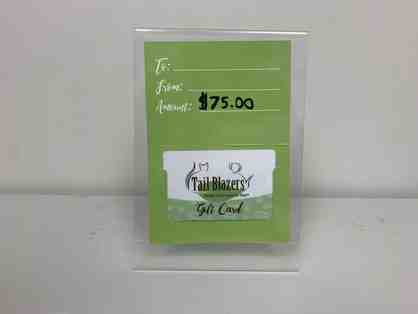 To:
From:
Amount: $75.00
Tail Blazers
Gift Card